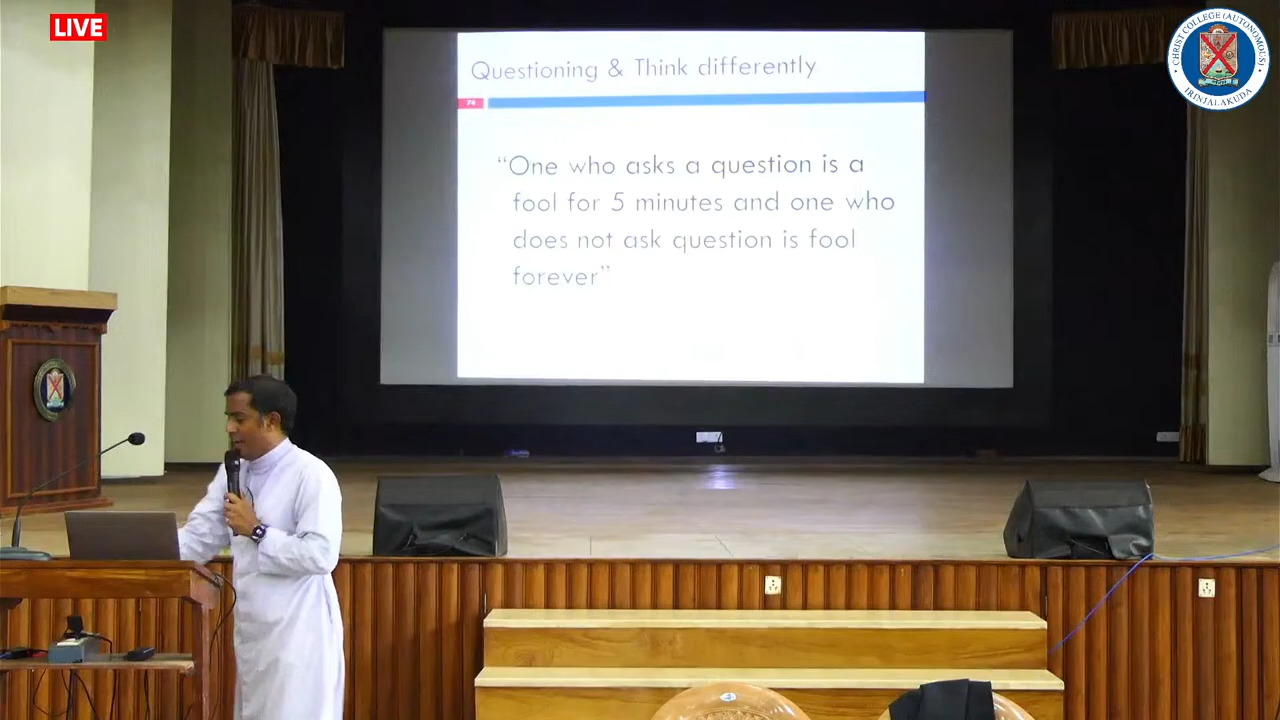 LIVE
CHRIST COLLEGE (AUTONOMOUS)
IRINJALAKUDA
Questioning & Think differently
74
“One who asks a question is a
fool for 5 minutes and one who
does not ask question is fool
forever”